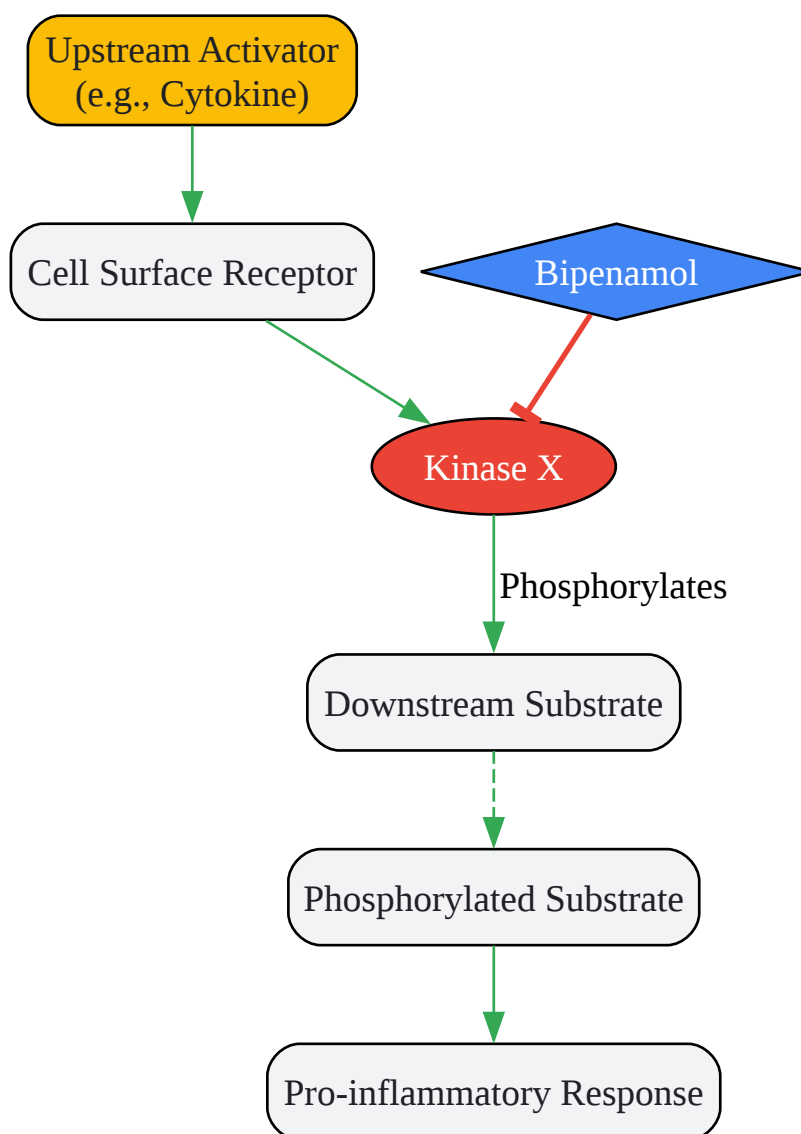 Upstream Activator
(e.g., Cytokine)
Cell Surface Receptor
Bipenamol
Kinase X
Phosphorylates
Downstream Substrate
Phosphorylated Substrate
Pro-inflammatory Response